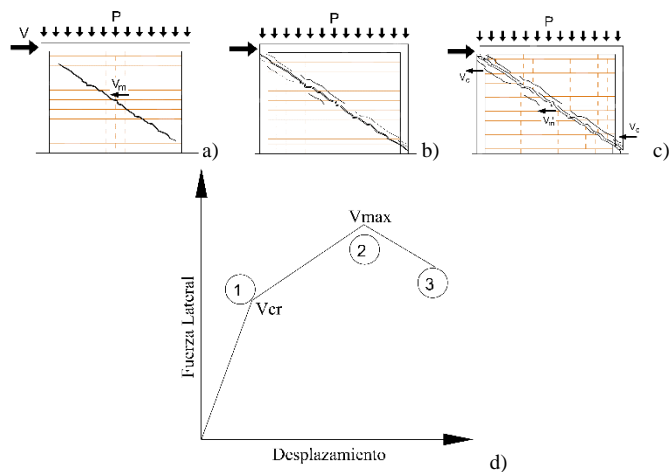 P
P
P
V
Vm
Vc
Vm
Vc
a)
b)
c)
Fuerza Lateral
Vmax
1
2
3
Vcr
Desplazamiento
d)